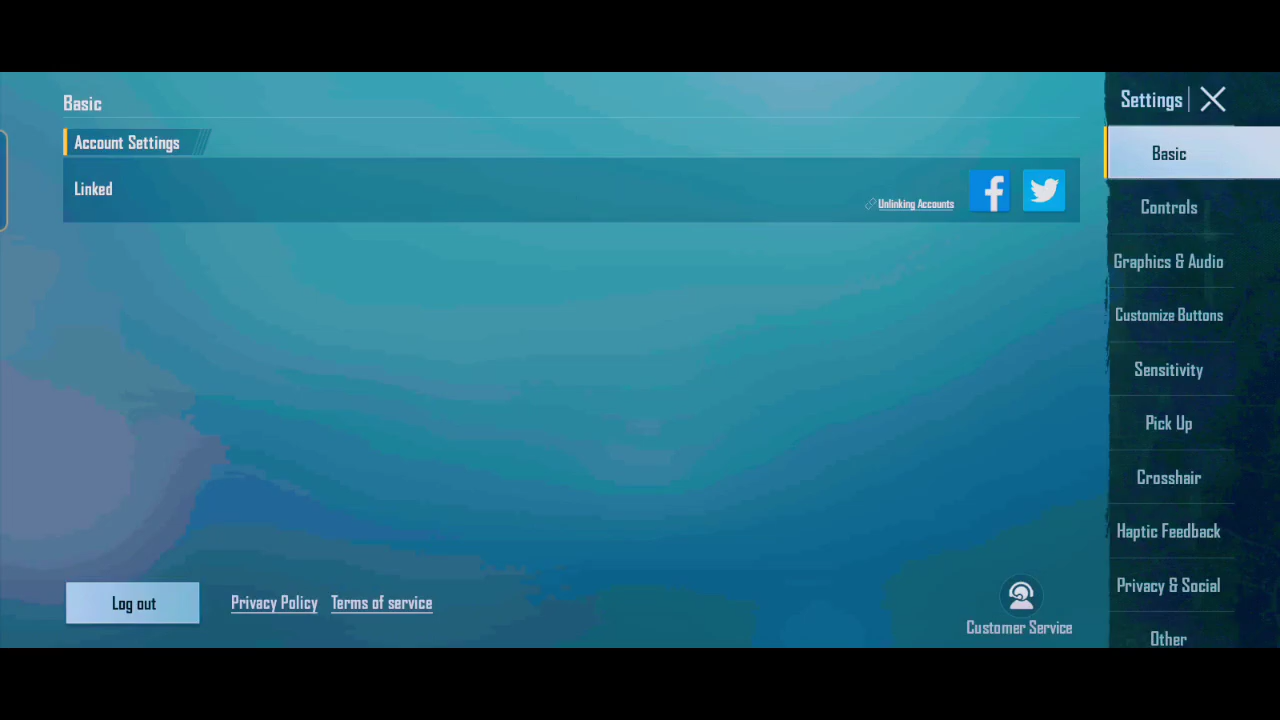 Basic
Account Settings
Linked
Unlinking Accounts
Log out
Privacy Policy
Terms of service
Customer Service
Settings
Basic
Controls
Graphics & Audio
Customize Buttons
Sensitivity
Pick Up
Crosshair
Haptic Feedback
Privacy & Social
Other